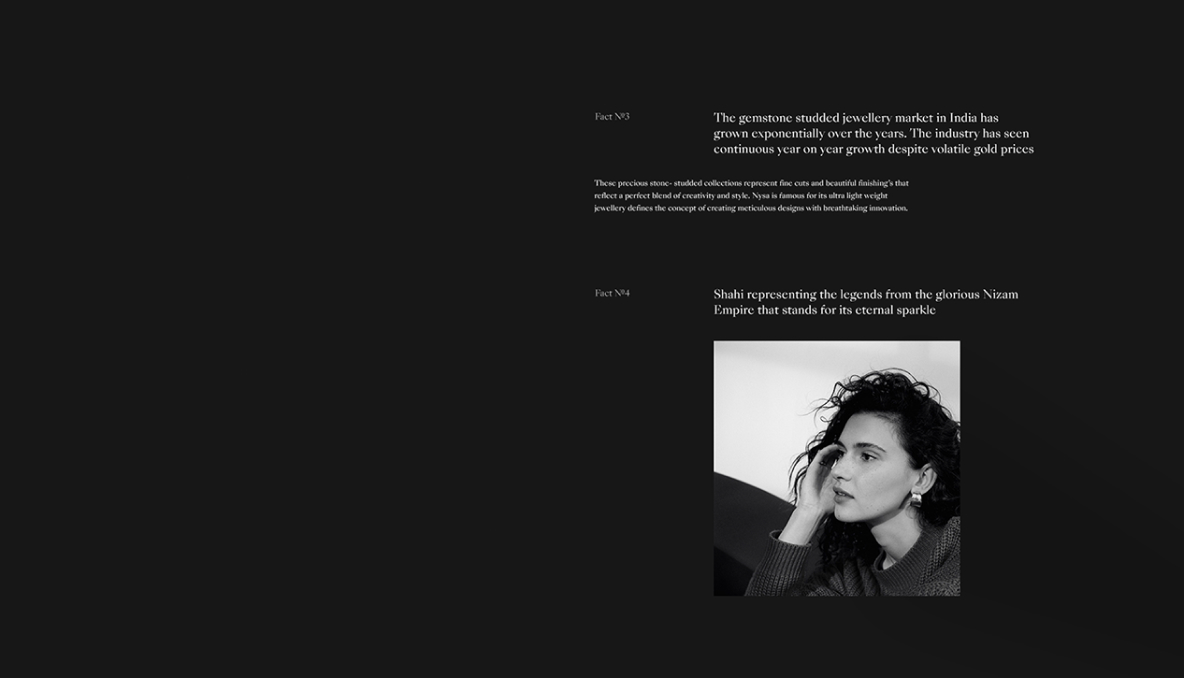 Fact №3
The gemstone studded jewellery market in India has
grown exponentially over the years. The industry has seen
continuous year on year growth despite volatile gold prices
These precious stone- studded collections represent fine cuts and beautiful finishing's that
reflect a perfect blend of creativity and style. Nysa is famous for its ultra light weight
jewellery defines the concept of creating meticulous designs with breathtaking innovation.
Fact №4
Shahi representing the legends from the glorious Nizam
Empire that stands for its eternal sparkle